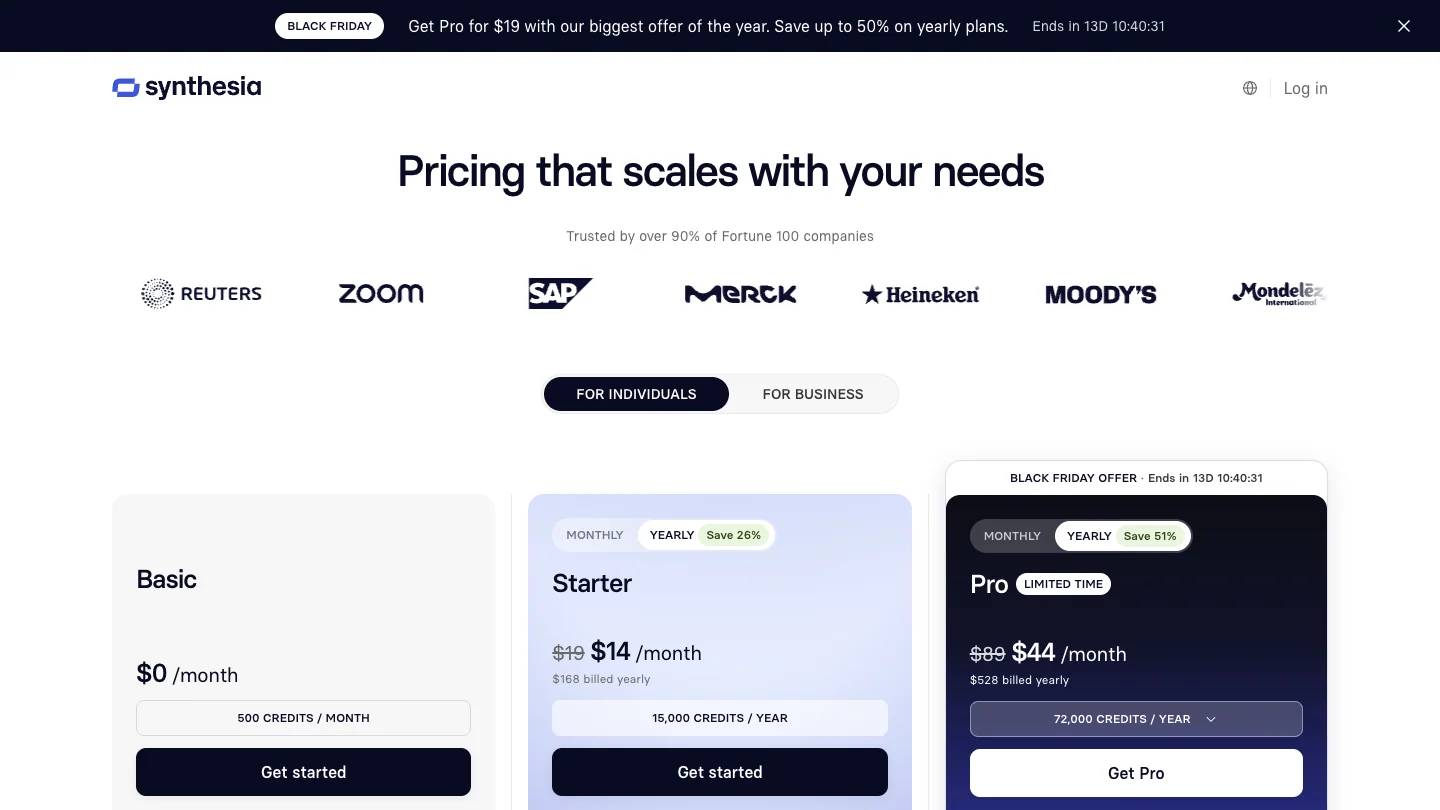 BLACK FRIDAY Get Pro for $19 with our biggest offer of the year. Save up to 50% on yearly plans. Ends in 13D 10:40:31
synthesia
Log in
Pricing that scales with your needs
Trusted by over 90% of Fortune 100 companies
REUTERS
zoom
SAP
MERCK
Heineken
MOODY'S
Mondelēz
International
FOR INDIVIDUALS
FOR BUSINESS
Basic
$0 /month
500 CREDITS / MONTH
Get started
MONTHLY
YEARLY Save 26%
Starter
$19 $14 /month
$168 billed yearly
15,000 CREDITS / YEAR
Get started
BLACK FRIDAY OFFER · Ends in 13D 10:40:31
MONTHLY
YEARLY Save 51%
Pro LIMITED TIME
$89 $44 /month
$528 billed yearly
72,000 CREDITS / YEAR
Get Pro